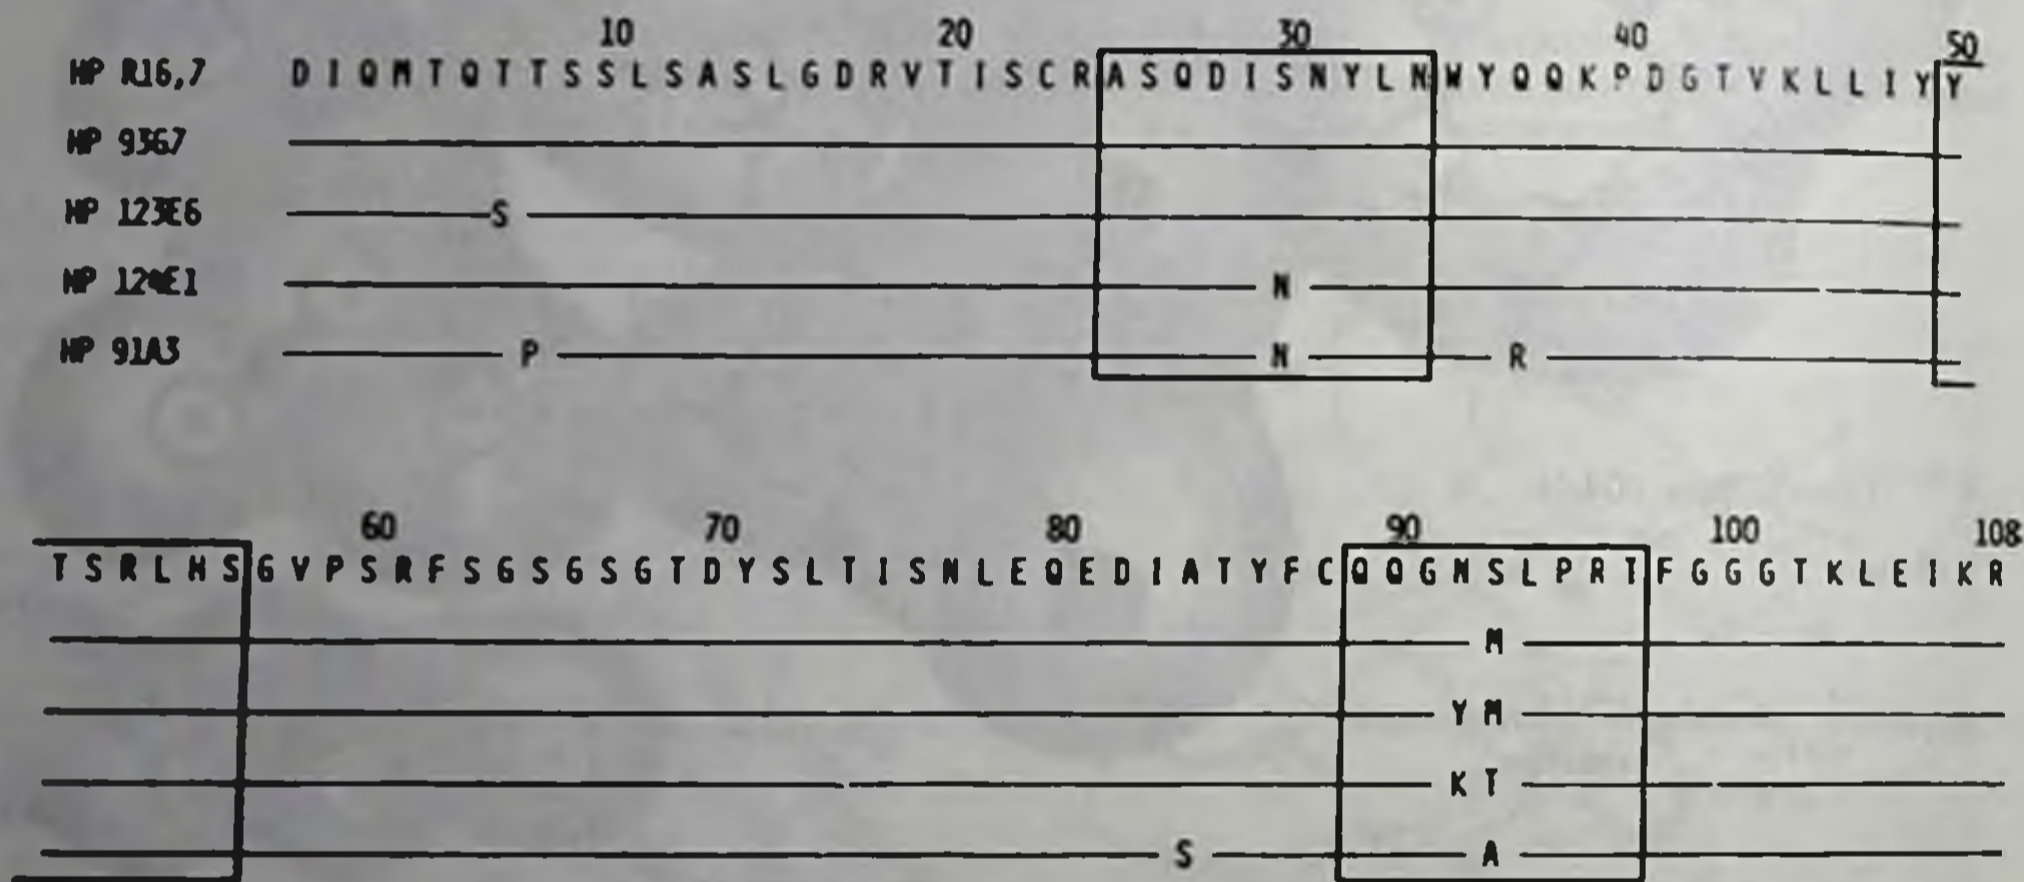 10 20 30 40 50
HP R16,7 D I Q M T Q T T S S L S A S L G D R V T I S C R A S Q D I S N Y L N W Y Q Q K P D G T V K L L I Y Y
HP 93G7
HP 123E6 S
HP 124E1 N
HP 91A3 P N R
60 70 80 90 100 108
T S R L H S G V P S R F S G S G S G T D Y S L T I S N L E Q E D I A T Y F C Q Q G N S L P R T F G G G T K L E I K R
M
Y M
K T
S A